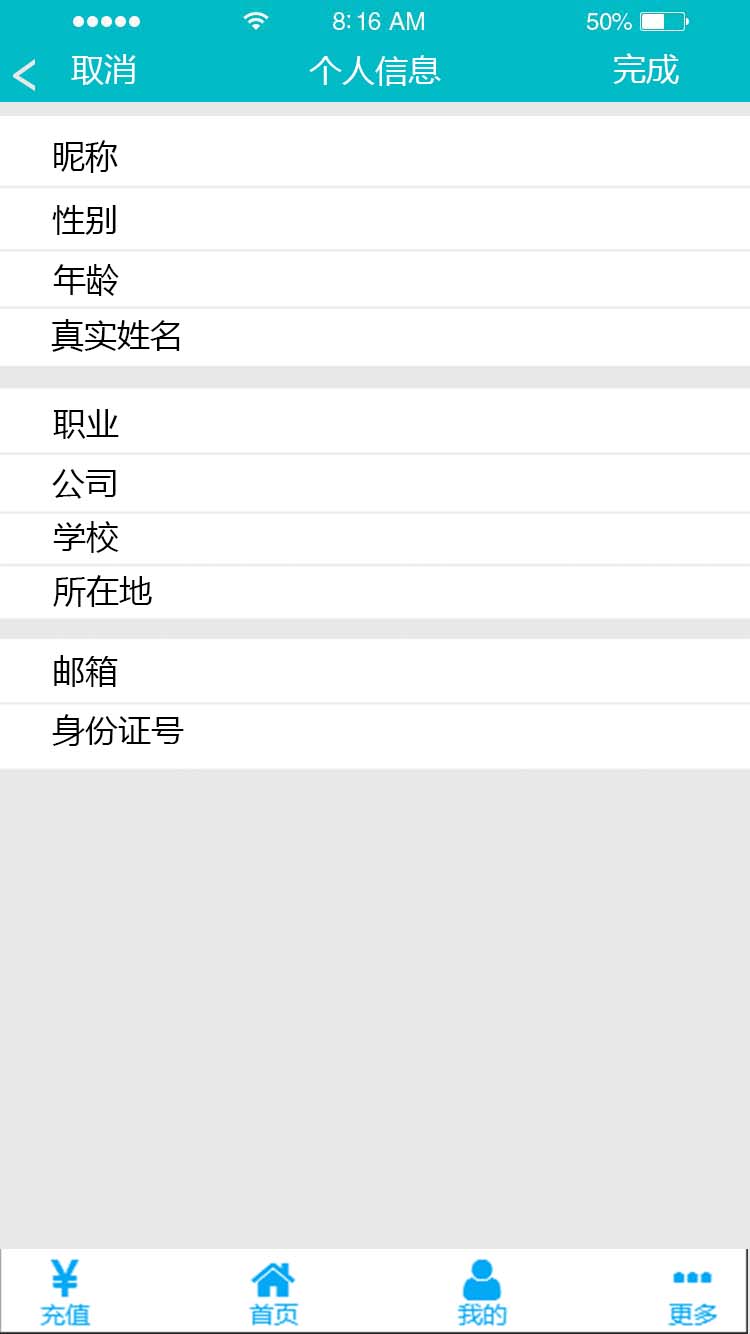 8:16 AM 50%
< 取消 个人信息 完成
昵称
性别
年龄
真实姓名
职业
公司
学校
所在地
邮箱
身份证号
充值 首页 我的 更多